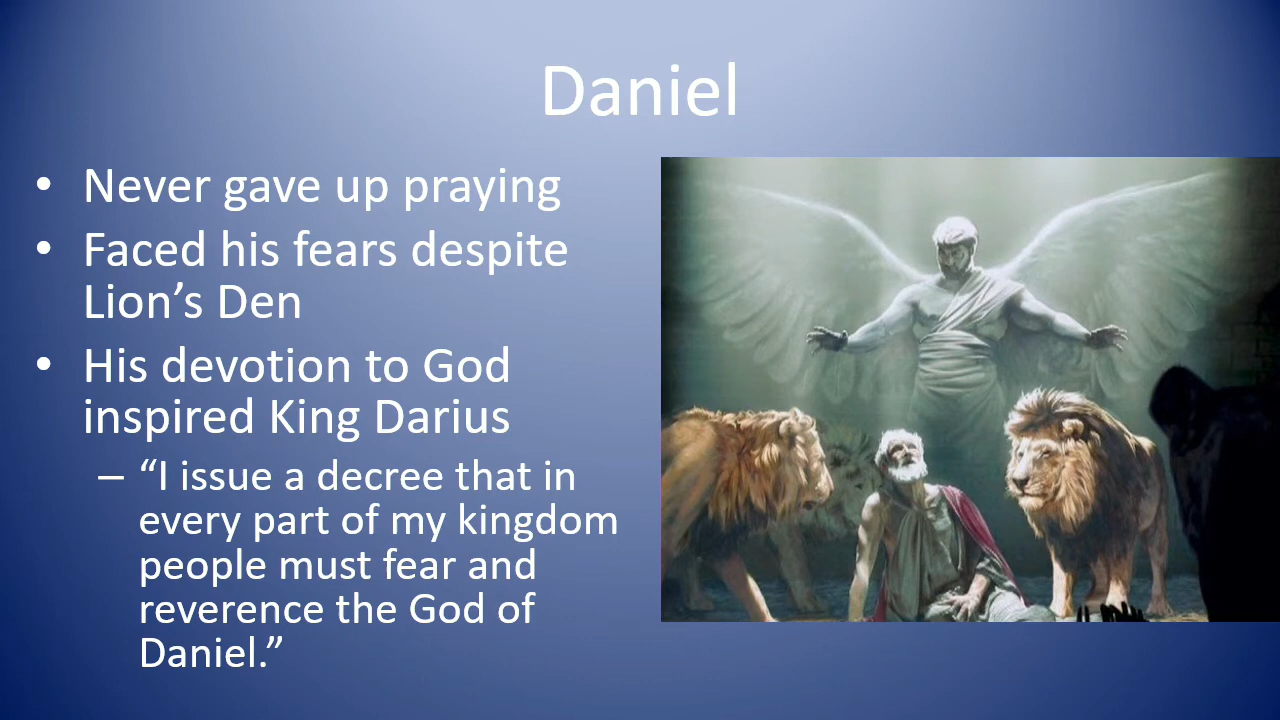 Daniel
• Never gave up praying
• Faced his fears despite
Lion’s Den
• His devotion to God
inspired King Darius
– “I issue a decree that in
every part of my kingdom
people must fear and
reverence the God of
Daniel.”